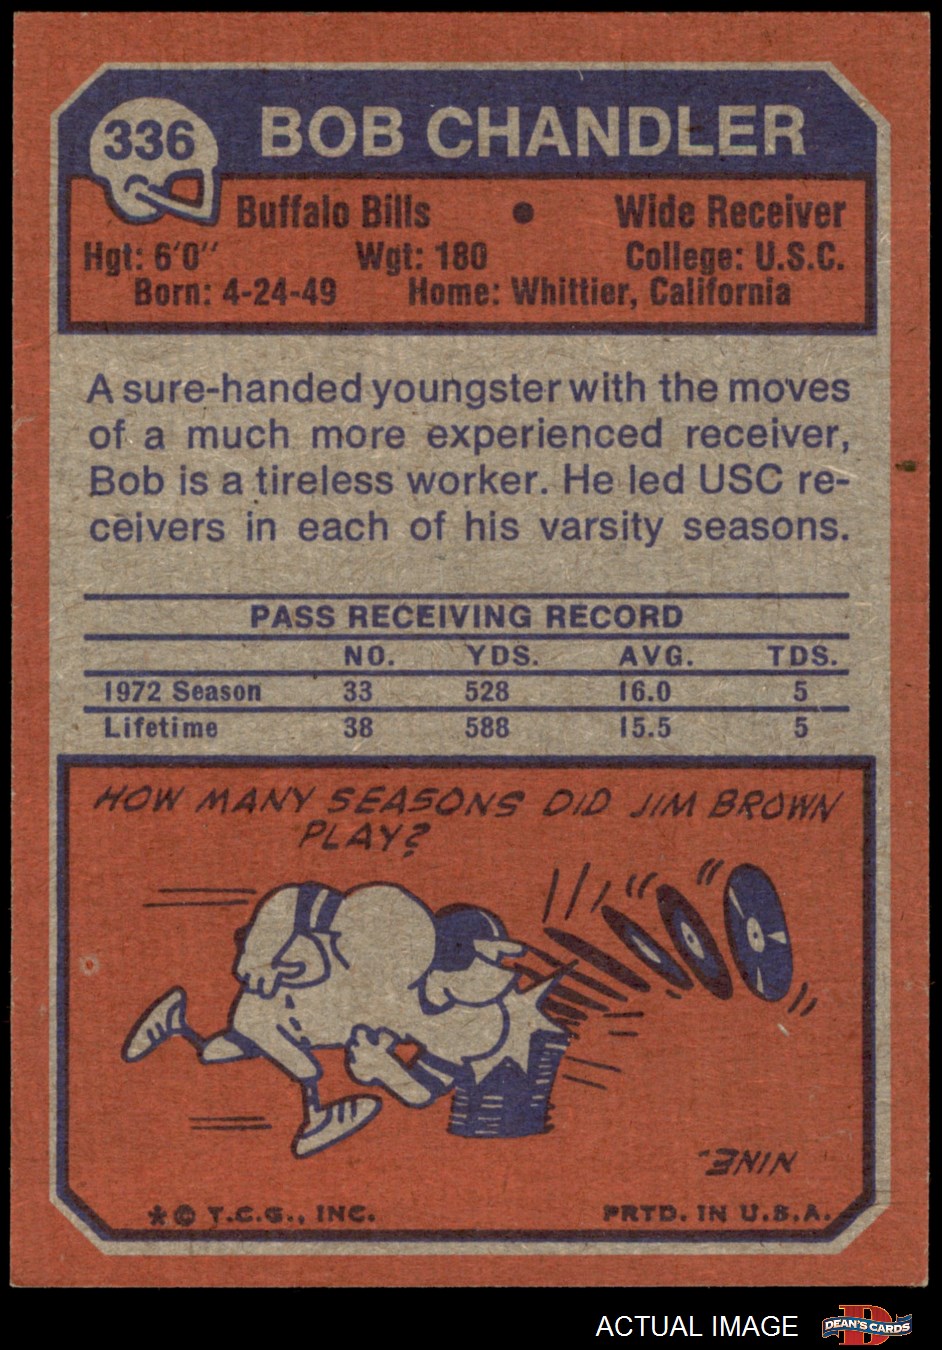 336
BOB CHANDLER
Buffalo Bills • Wide Receiver
Hgt: 6'0" Wgt: 180 College: U.S.C.
Born: 4-24-49 Home: Whittier, California
A sure-handed youngster with the moves
of a much more experienced receiver,
Bob is a tireless worker. He led USC re-
ceivers in each of his varsity seasons.
PASS RECEIVING RECORD
NO. YDS. AVG. TDS.
1972 Season 33 528 16.0 5
Lifetime 38 588 15.5 5
HOW MANY SEASONS DID JIM BROWN
PLAY?
NINE.
* © T.C.G., INC. PRTD. IN U.S.A.
ACTUAL IMAGE
D
DEAN'S CARDS